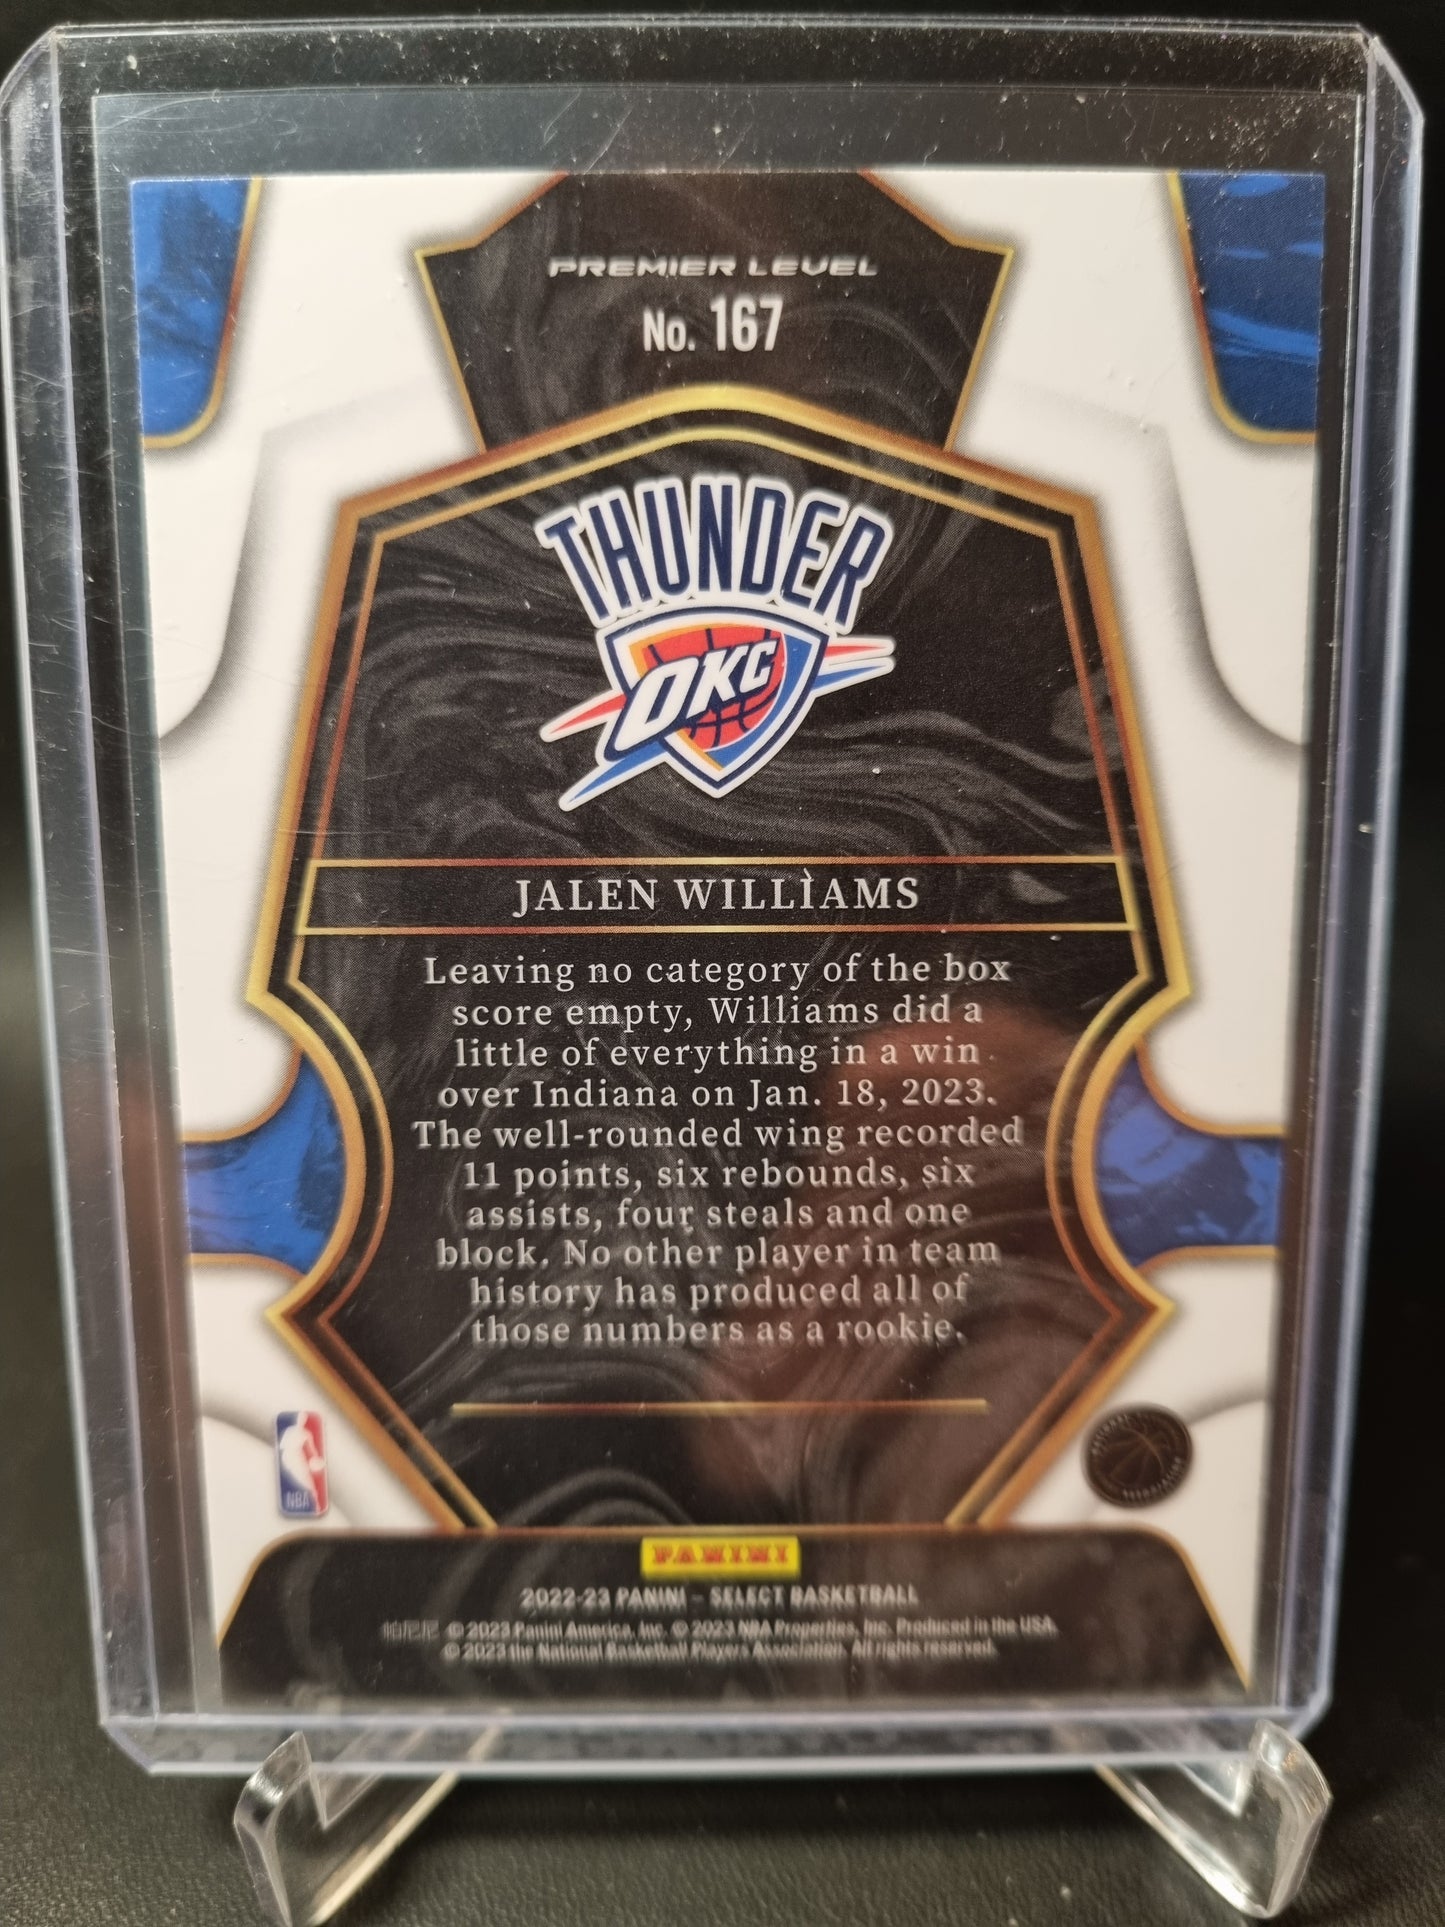 PREMIER LEVEL
No. 167
THUNDER
OKC
JALEN WILLIAMS
Leaving no category of the box
score empty, Williams did a
little of everything in a win
over Indiana on Jan. 18, 2023.
The well-rounded wing recorded
11 points, six rebounds, six
assists, four steals and one
block. No other player in team
history has produced all of
those numbers as a rookie.
NBA
PANINI
2022-23 PANINI – SELECT BASKETBALL
帕尼尼 © 2023 Panini America, Inc. © 2023 NBA Properties, Inc. Produced in the USA.
© 2023 the National Basketball Players Association. All rights reserved.